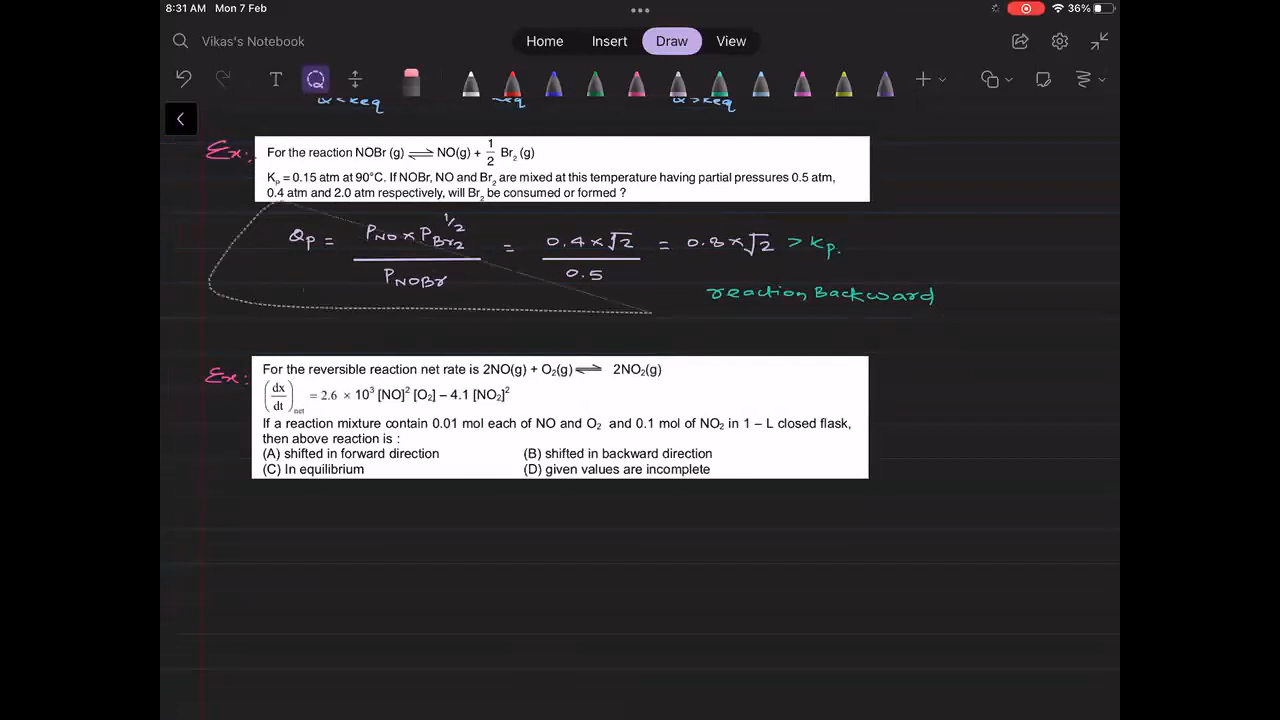 8:31 AM Mon 7 Feb
36%
Vikas's Notebook
Home Insert Draw View
T
Q < Keq
Q > Keq
Ex:
For the reaction NOBr (g) ⇌ NO(g) + 1/2 Br₂ (g)
Kₚ = 0.15 atm at 90°C. If NOBr, NO and Br₂ are mixed at this temperature having partial pressures 0.5 atm,
0.4 atm and 2.0 atm respectively, will Br₂ be consumed or formed ?
Qp = (P_NO × P_Br₂^1/2) / P_NOBr = (0.4 × √2) / 0.5 = 0.8 × √2 > Kp.
reaction Backward
Ex:
For the reversible reaction net rate is 2NO(g) + O₂(g) ⇌ 2NO₂(g)
(dx/dt)net = 2.6 × 10³ [NO]² [O₂] – 4.1 [NO₂]²
If a reaction mixture contain 0.01 mol each of NO and O₂ and 0.1 mol of NO₂ in 1 – L closed flask,
then above reaction is :
(A) shifted in forward direction (B) shifted in backward direction
(C) In equilibrium (D) given values are incomplete